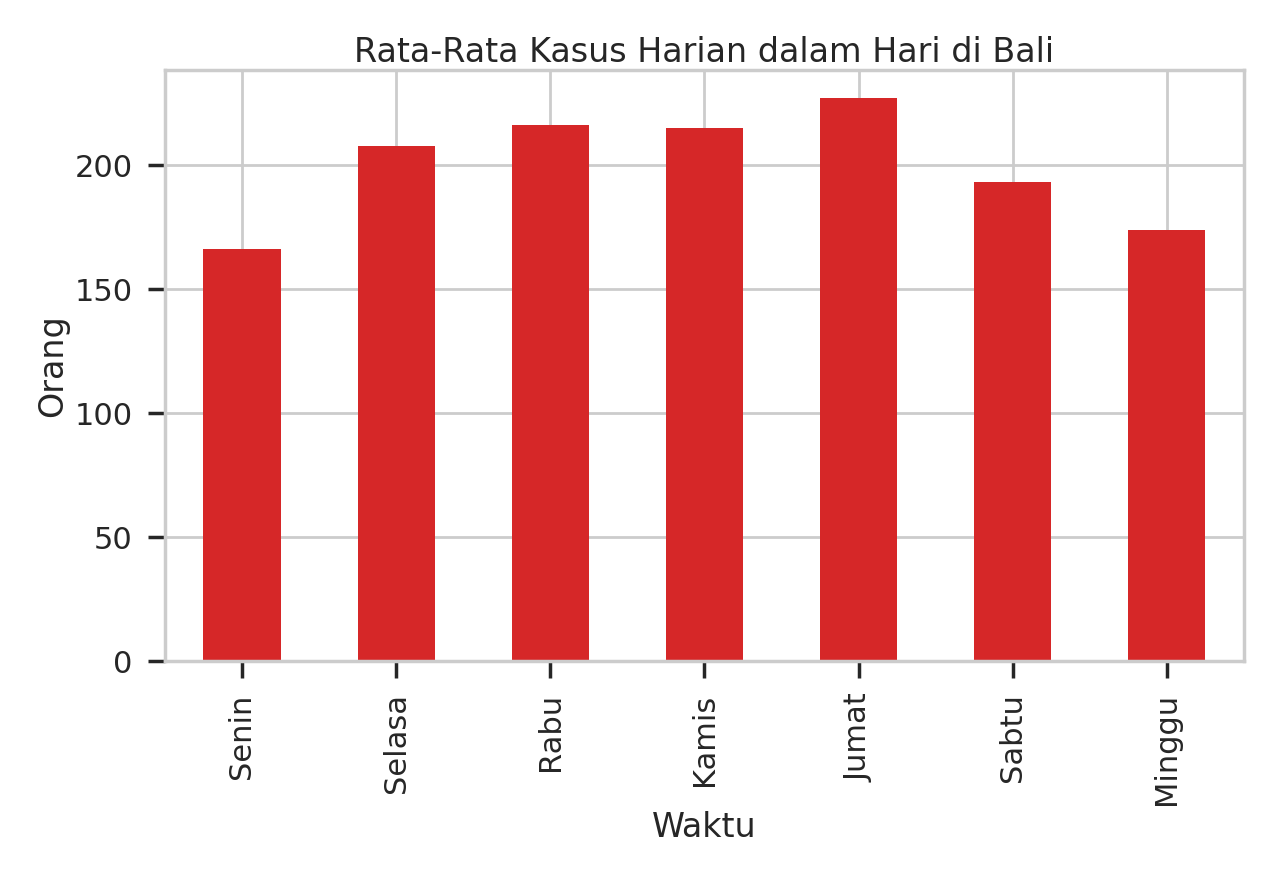 Rata-Rata Kasus Harian dalam Hari di Bali
Orang
200
150
100
50
0
Senin
Selasa
Rabu
Kamis
Jumat
Sabtu
Minggu
Waktu